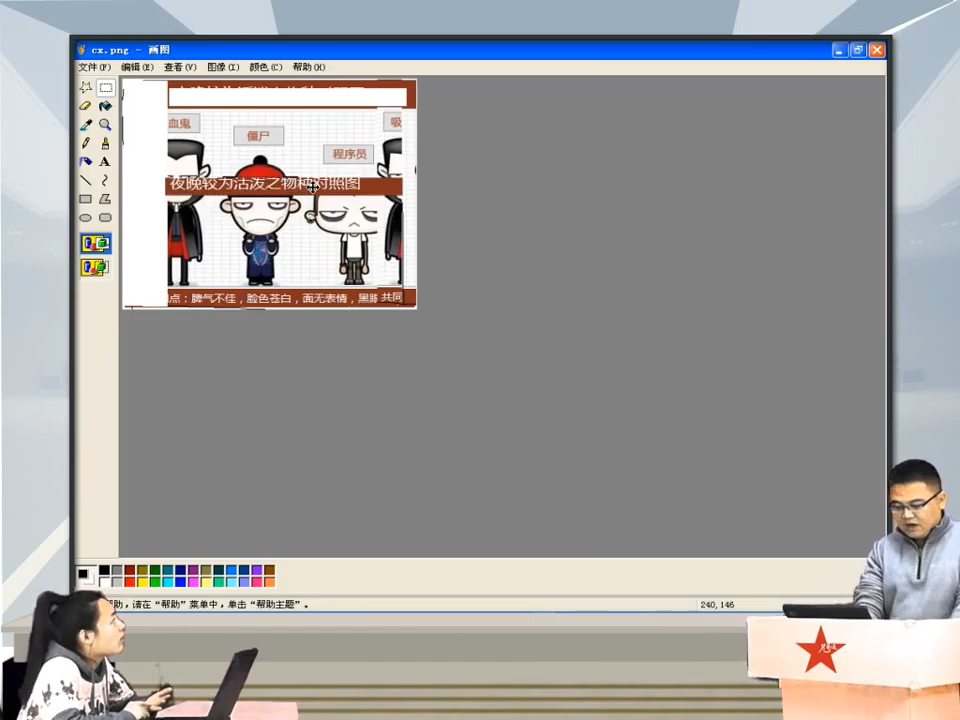 cx.png - 画图
文件(F) 编辑(E) 查看(V) 图像(I) 颜色(C) 帮助(H)
血鬼
僵尸
吸
程序员
夜晚较为活泼之物种对照图
点：脾气不佳，脸色苍白，面无表情，黑眼
共同
助，请在“帮助”菜单中，单击“帮助主题”。
240,146